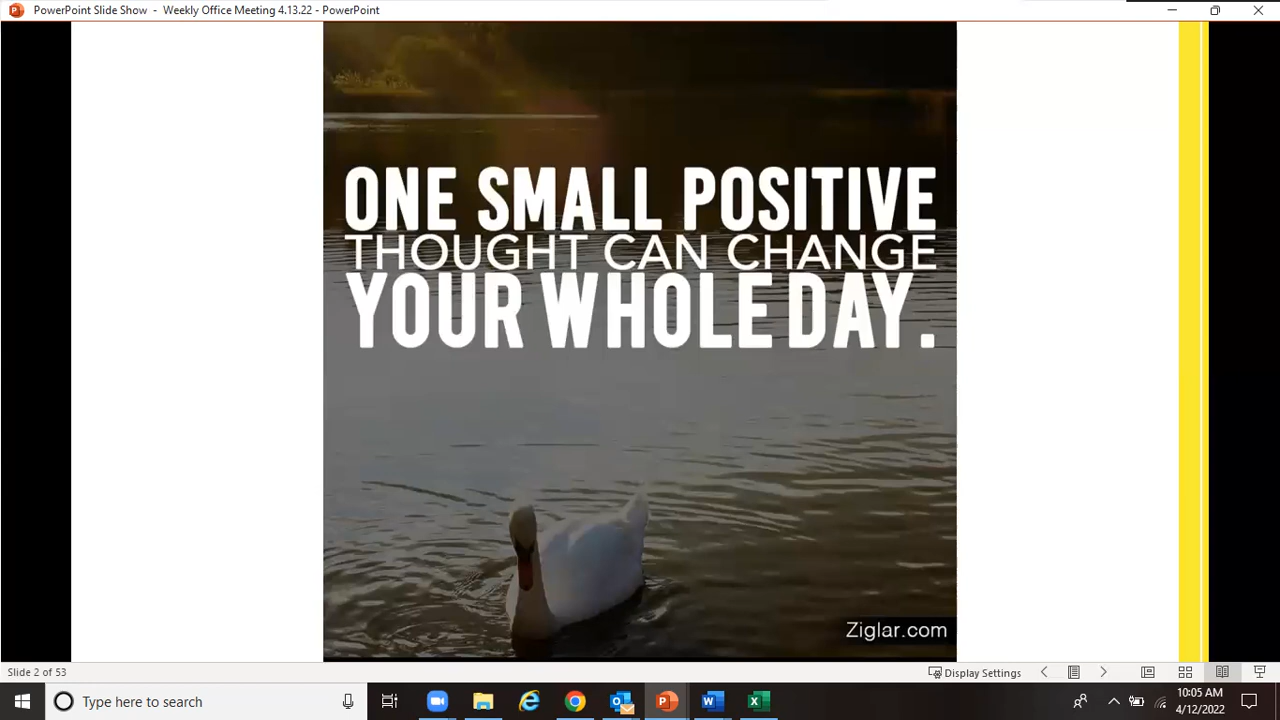 PowerPoint Slide Show - Weekly Office Meeting 4.13.22 - PowerPoint
ONE SMALL POSITIVE
THOUGHT CAN CHANGE
YOUR WHOLE DAY.
Ziglar.com
Slide 2 of 53
Display Settings
Type here to search
10:05 AM
4/12/2022